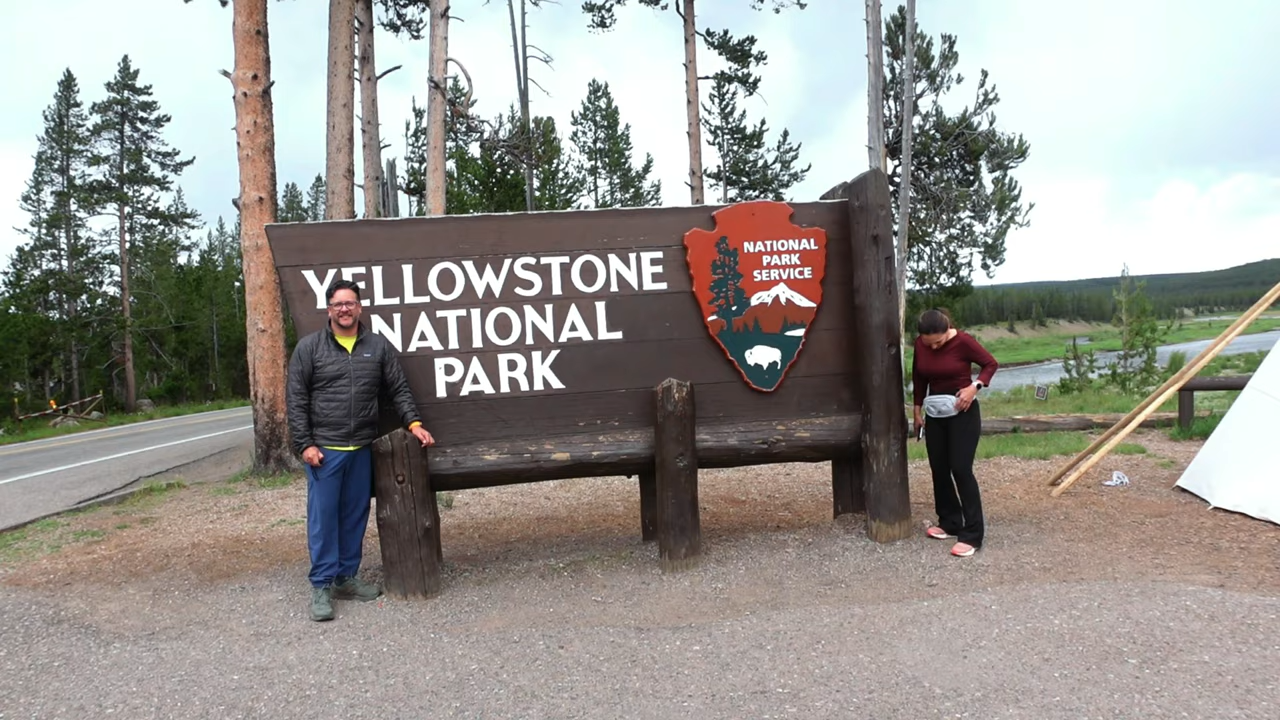 YELLOWSTONE
NATIONAL
PARK
NATIONAL
PARK
SERVICE